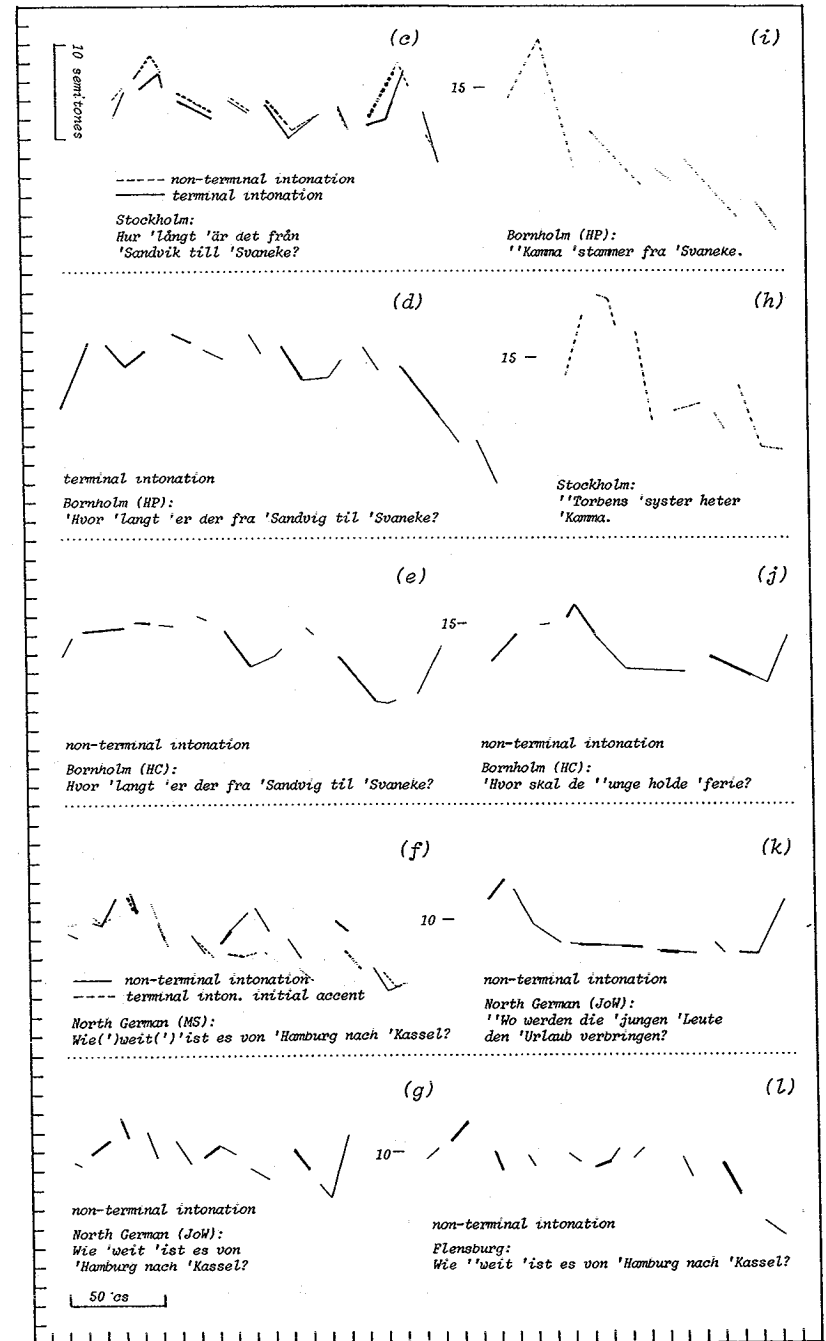 10 semitones
(c)
------ non-terminal intonation
—— terminal intonation
Stockholm:
Hur 'långt 'är det från
'Sandvik till 'Svaneke?
(i)
15 —
Bornholm (HP):
''Kamma 'stammer fra 'Svaneke.
(d)
terminal intonation
Bornholm (HP):
'Hvor 'langt 'er der fra 'Sandvig til 'Svaneke?
(h)
15 —
Stockholm:
''Torbens 'syster heter
'Kamma.
(e)
non-terminal intonation
Bornholm (HC):
Hvor 'langt 'er der fra 'Sandvig til 'Svaneke?
(j)
15—
non-terminal intonation
Bornholm (HC):
'Hvor skal de ''unge holde 'ferie?
(f)
—— non-terminal intonation
------ terminal inton. initial accent
North German (MS):
Wie(')weit(')'ist es von 'Hamburg nach 'Kassel?
(k)
10 —
non-terminal intonation
North German (JoW):
''Wo werden die 'jungen 'Leute
den 'Urlaub verbringen?
(g)
non-terminal intonation
North German (JoW):
Wie 'weit 'ist es von
'Hamburg nach 'Kassel?
50 cs
(l)
10—
non-terminal intonation
Flensburg:
Wie ''weit 'ist es von 'Hamburg nach 'Kassel?